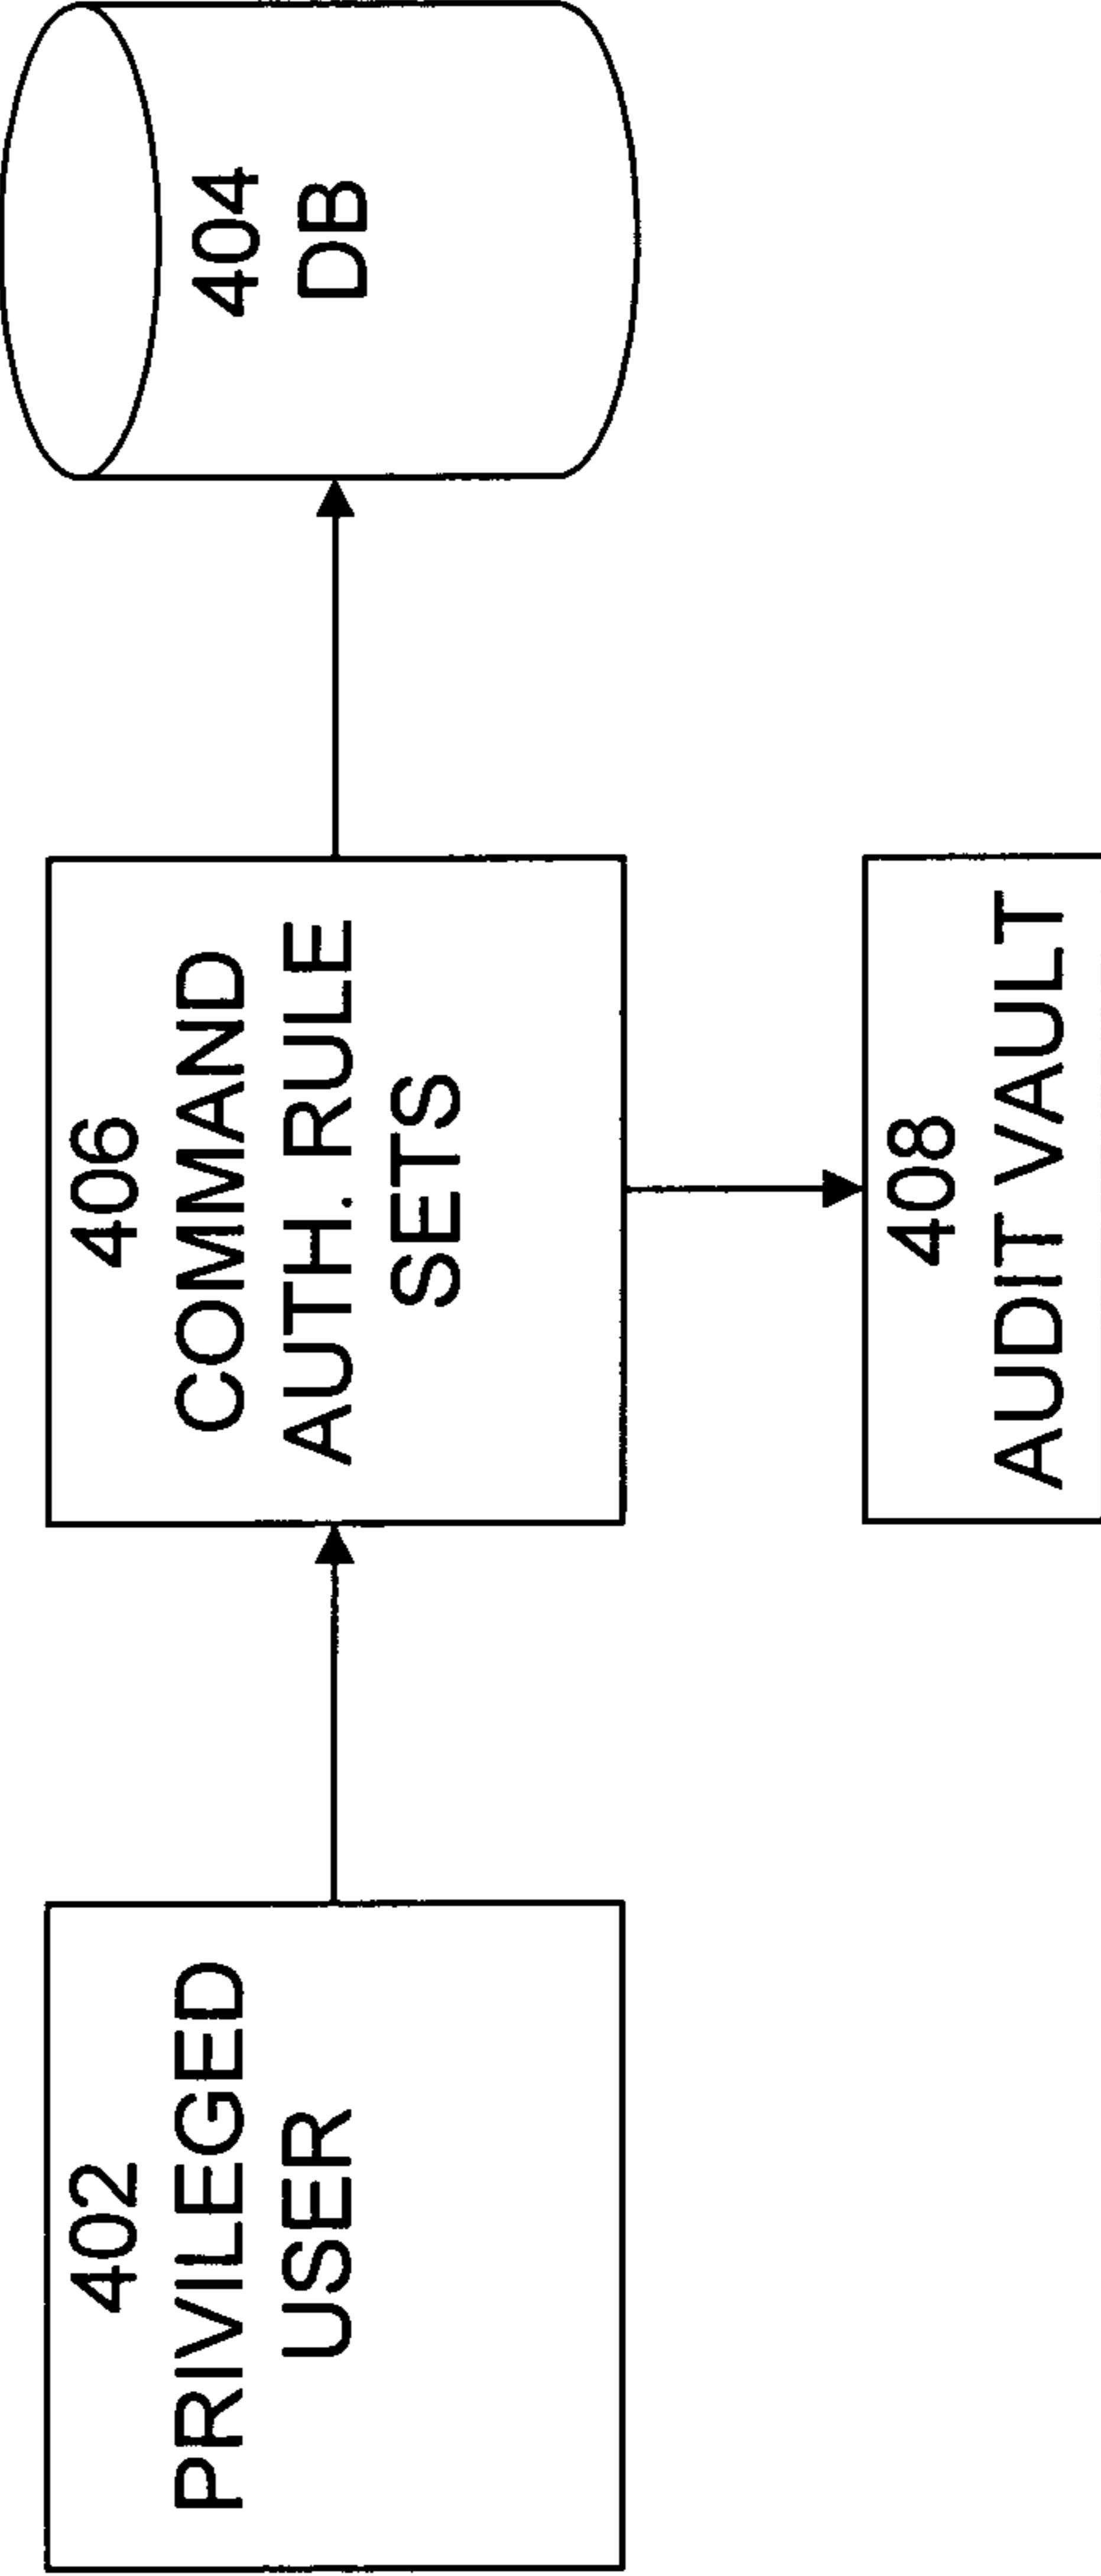 402
PRIVILEGED
USER
406
COMMAND
AUTH. RULE
SETS
404
DB
408
AUDIT VAULT